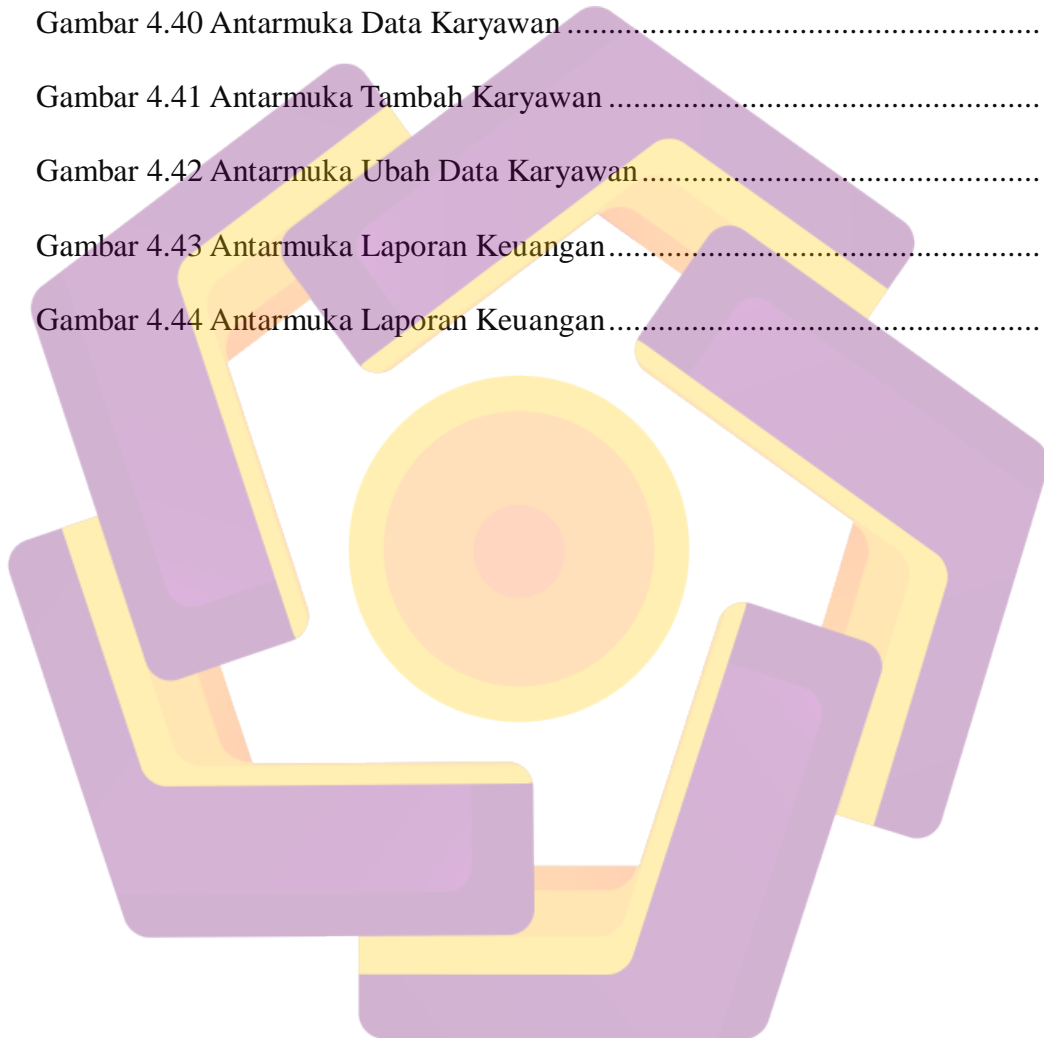 Gambar 4.40 Antarmuka Data Karyawan ..........................................................
Gambar 4.41 Antarmuka Tambah Karyawan .....................................................
Gambar 4.42 Antarmuka Ubah Data Karyawan .................................................
Gambar 4.43 Antarmuka Laporan Keuangan .....................................................
Gambar 4.44 Antarmuka Laporan Keuangan .....................................................